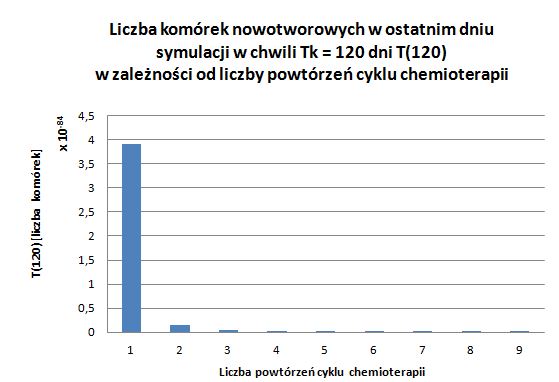 Liczba komórek nowotworowych w ostatnim dniu
symulacji w chwili Tk = 120 dni T(120)
w zależności od liczby powtórzeń cyklu chemioterapii
T(120) [liczba komórek]
x 10⁻⁸⁴
4,5
4
3,5
3
2,5
2
1,5
1
0,5
0
1 2 3 4 5 6 7 8 9
Liczba powtórzeń cyklu chemioterapii